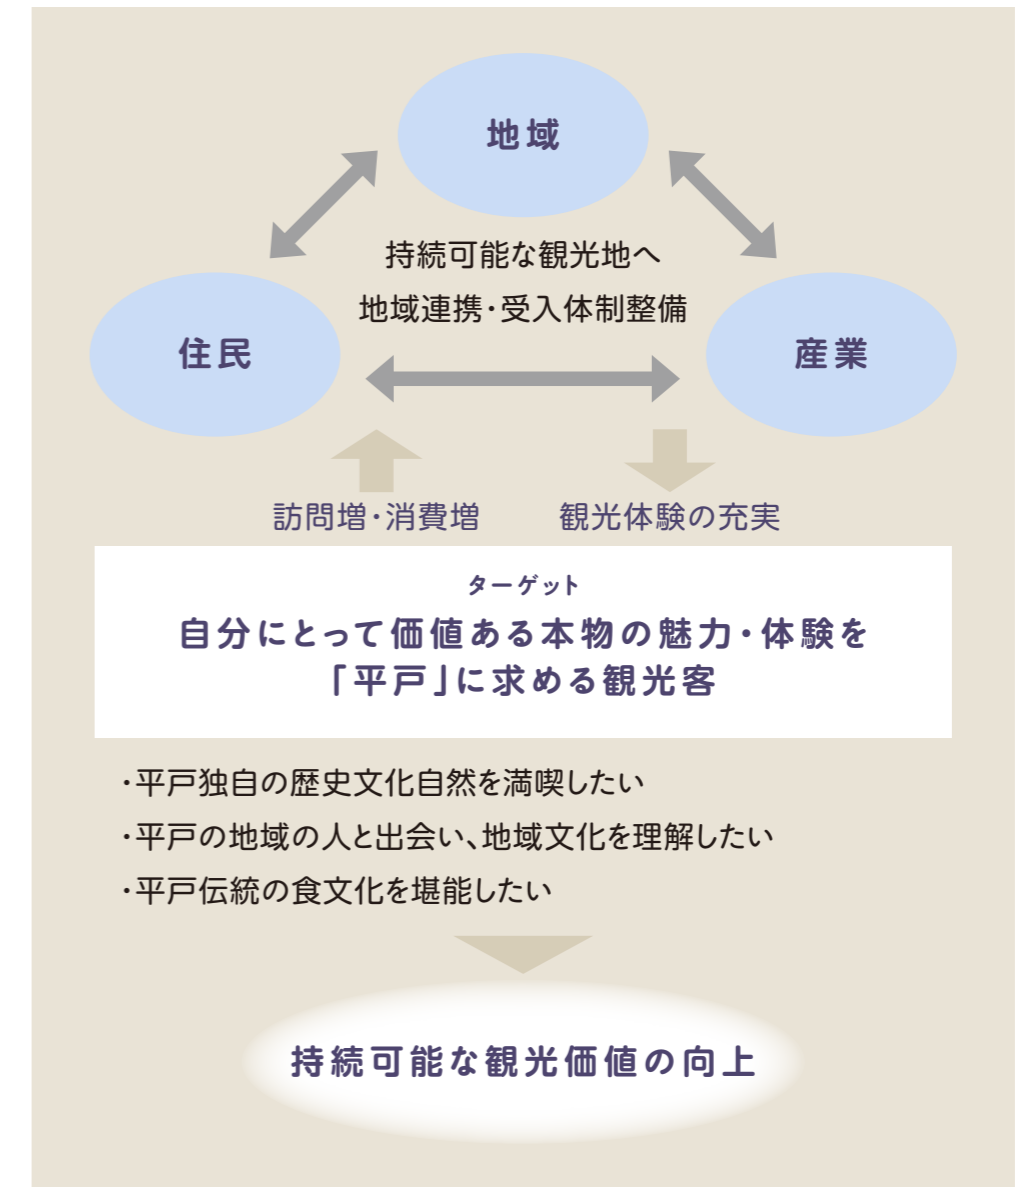 地域
持続可能な観光地へ
地域連携・受入体制整備
住民
産業
訪問増・消費増
観光体験の充実
ターゲット
自分にとって価値ある本物の魅力・体験を
「平戸」に求める観光客
・平戸独自の歴史文化自然を満喫したい
・平戸の地域の人と出会い、地域文化を理解したい
・平戸伝統の食文化を堪能したい
持続可能な観光価値の向上